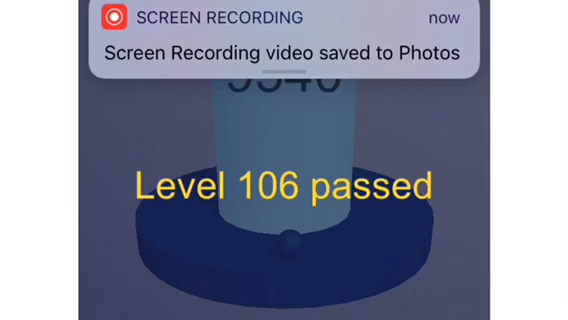 SCREEN RECORDING now
Screen Recording video saved to Photos
Level 106 passed